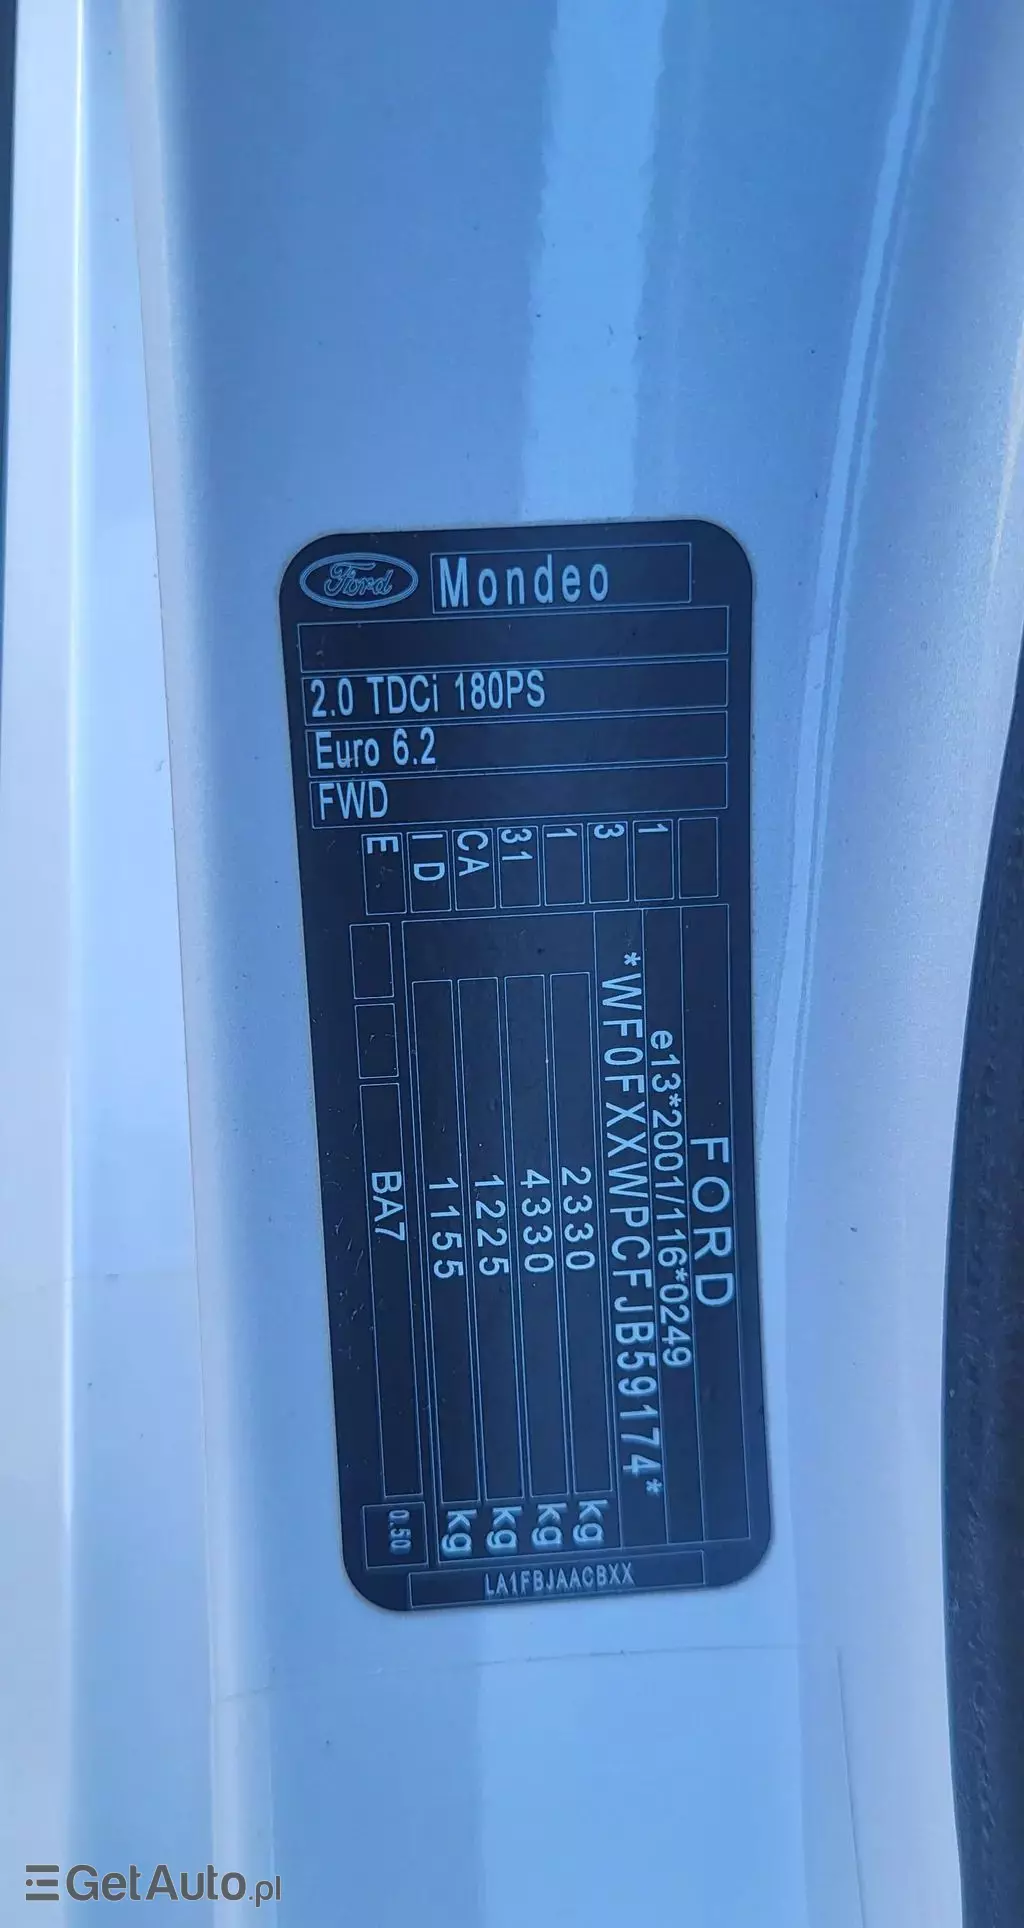 Ford Mondeo
2.0 TDCi 180PS
Euro 6.2
FWD
FORD
e13*2001/116*0249
*WF0FXXWPCFJB59174*
2330 kg
4330 kg
1225 kg
1155 kg
BA7
0.50
1
3
1
31
CA
I D
E
LA1FBJAACBXX
GetAuto.pl